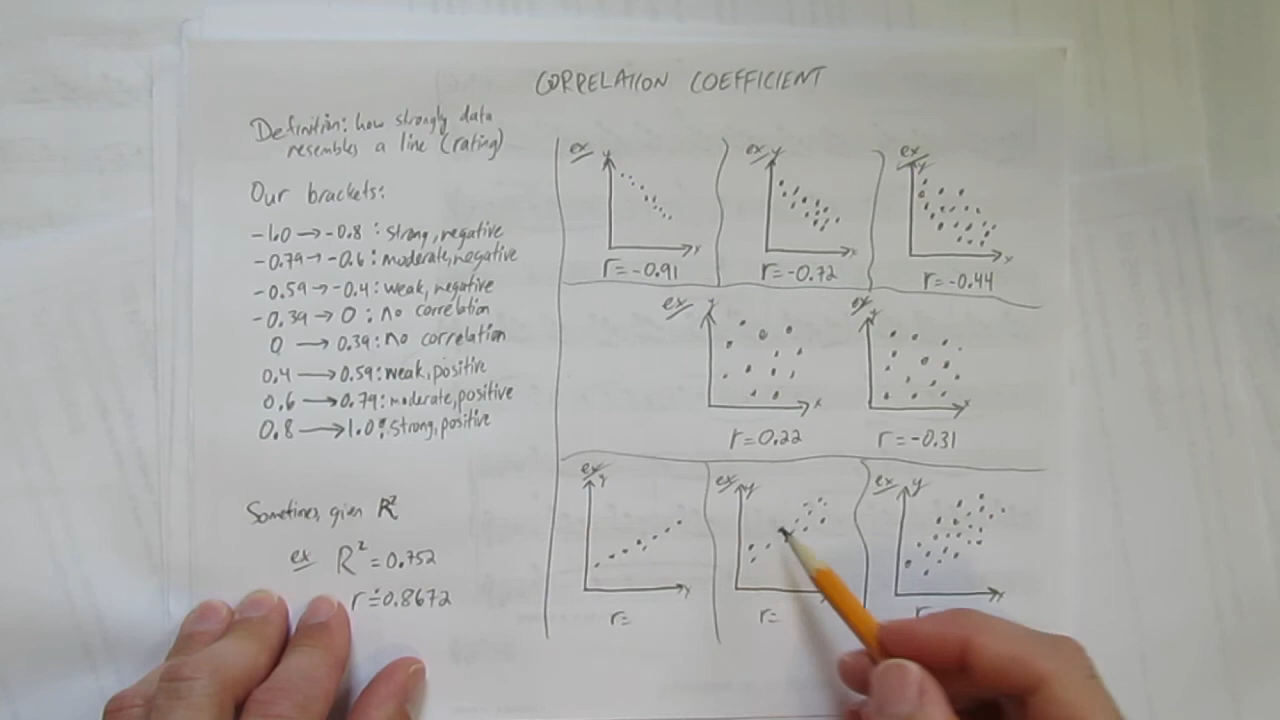 CORRELATION COEFFICIENT
Definition: how strongly data
resembles a line (rating)
Our brackets:
-1.0 → -0.8 : strong, negative
-0.79 → -0.6 : moderate, negative
-0.59 → -0.4 : weak, negative
-0.39 → 0 : no correlation
0 → 0.39 : no correlation
0.4 → 0.59 : weak, positive
0.6 → 0.79 : moderate, positive
0.8 → 1.0 : strong, positive
Sometimes, given R²
ex R² = 0.752
r ≐ 0.8672
ex y x
r = -0.91
ex y x
r = -0.72
ex y x
r = -0.44
ex y x
r = 0.22
ex y x
r = -0.31
ex y
r =
ex y
r =
ex y x
r